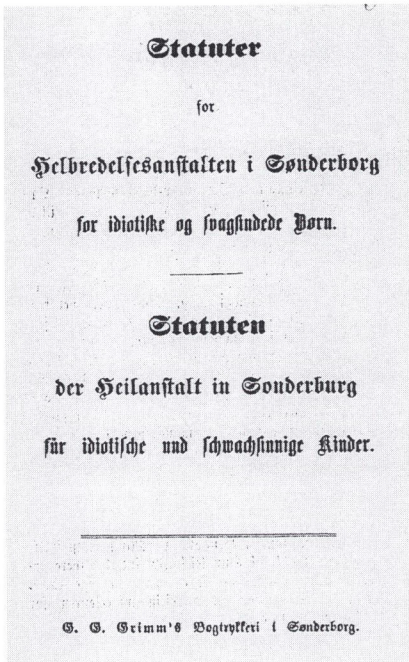 Statuter
for
Helbredelsesanstalten i Sønderborg
for idiotiske og svagsindede Børn.
Statuten
der Heilanstalt in Sonderburg
für idiotische und schwachsinnige Kinder.
G. G. Grimm's Bogtrykkeri i Sønderborg.